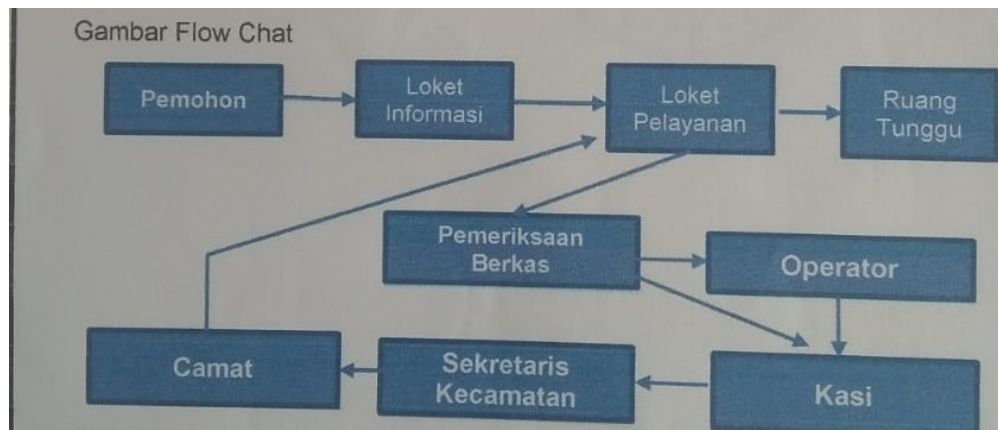 Gambar Flow Chat
Pemohon
Loket
Informasi
Loket
Pelayanan
Ruang
Tunggu
Pemeriksaan
Berkas
Operator
Camat
Sekretaris
Kecamatan
Kasi